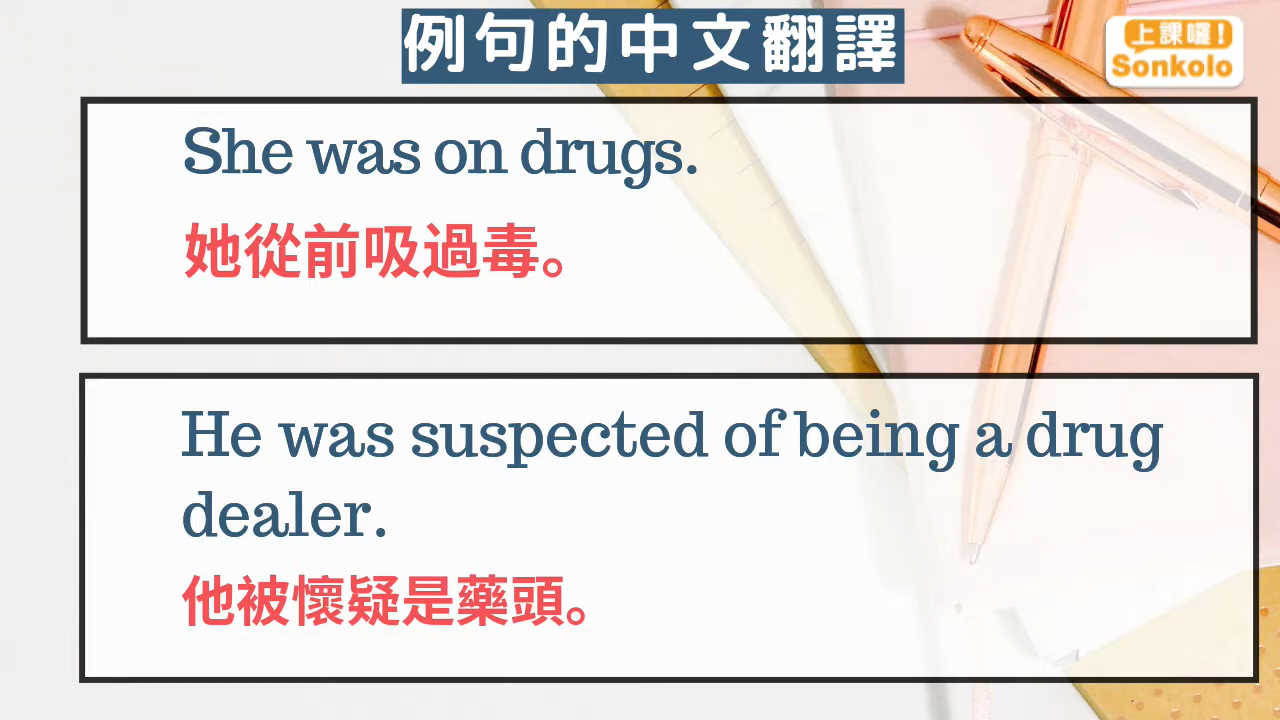 例句的中文翻譯
上課囉!
Sonkolo
She was on drugs.
她從前吸過毒。
He was suspected of being a drug
dealer.
他被懷疑是藥頭。